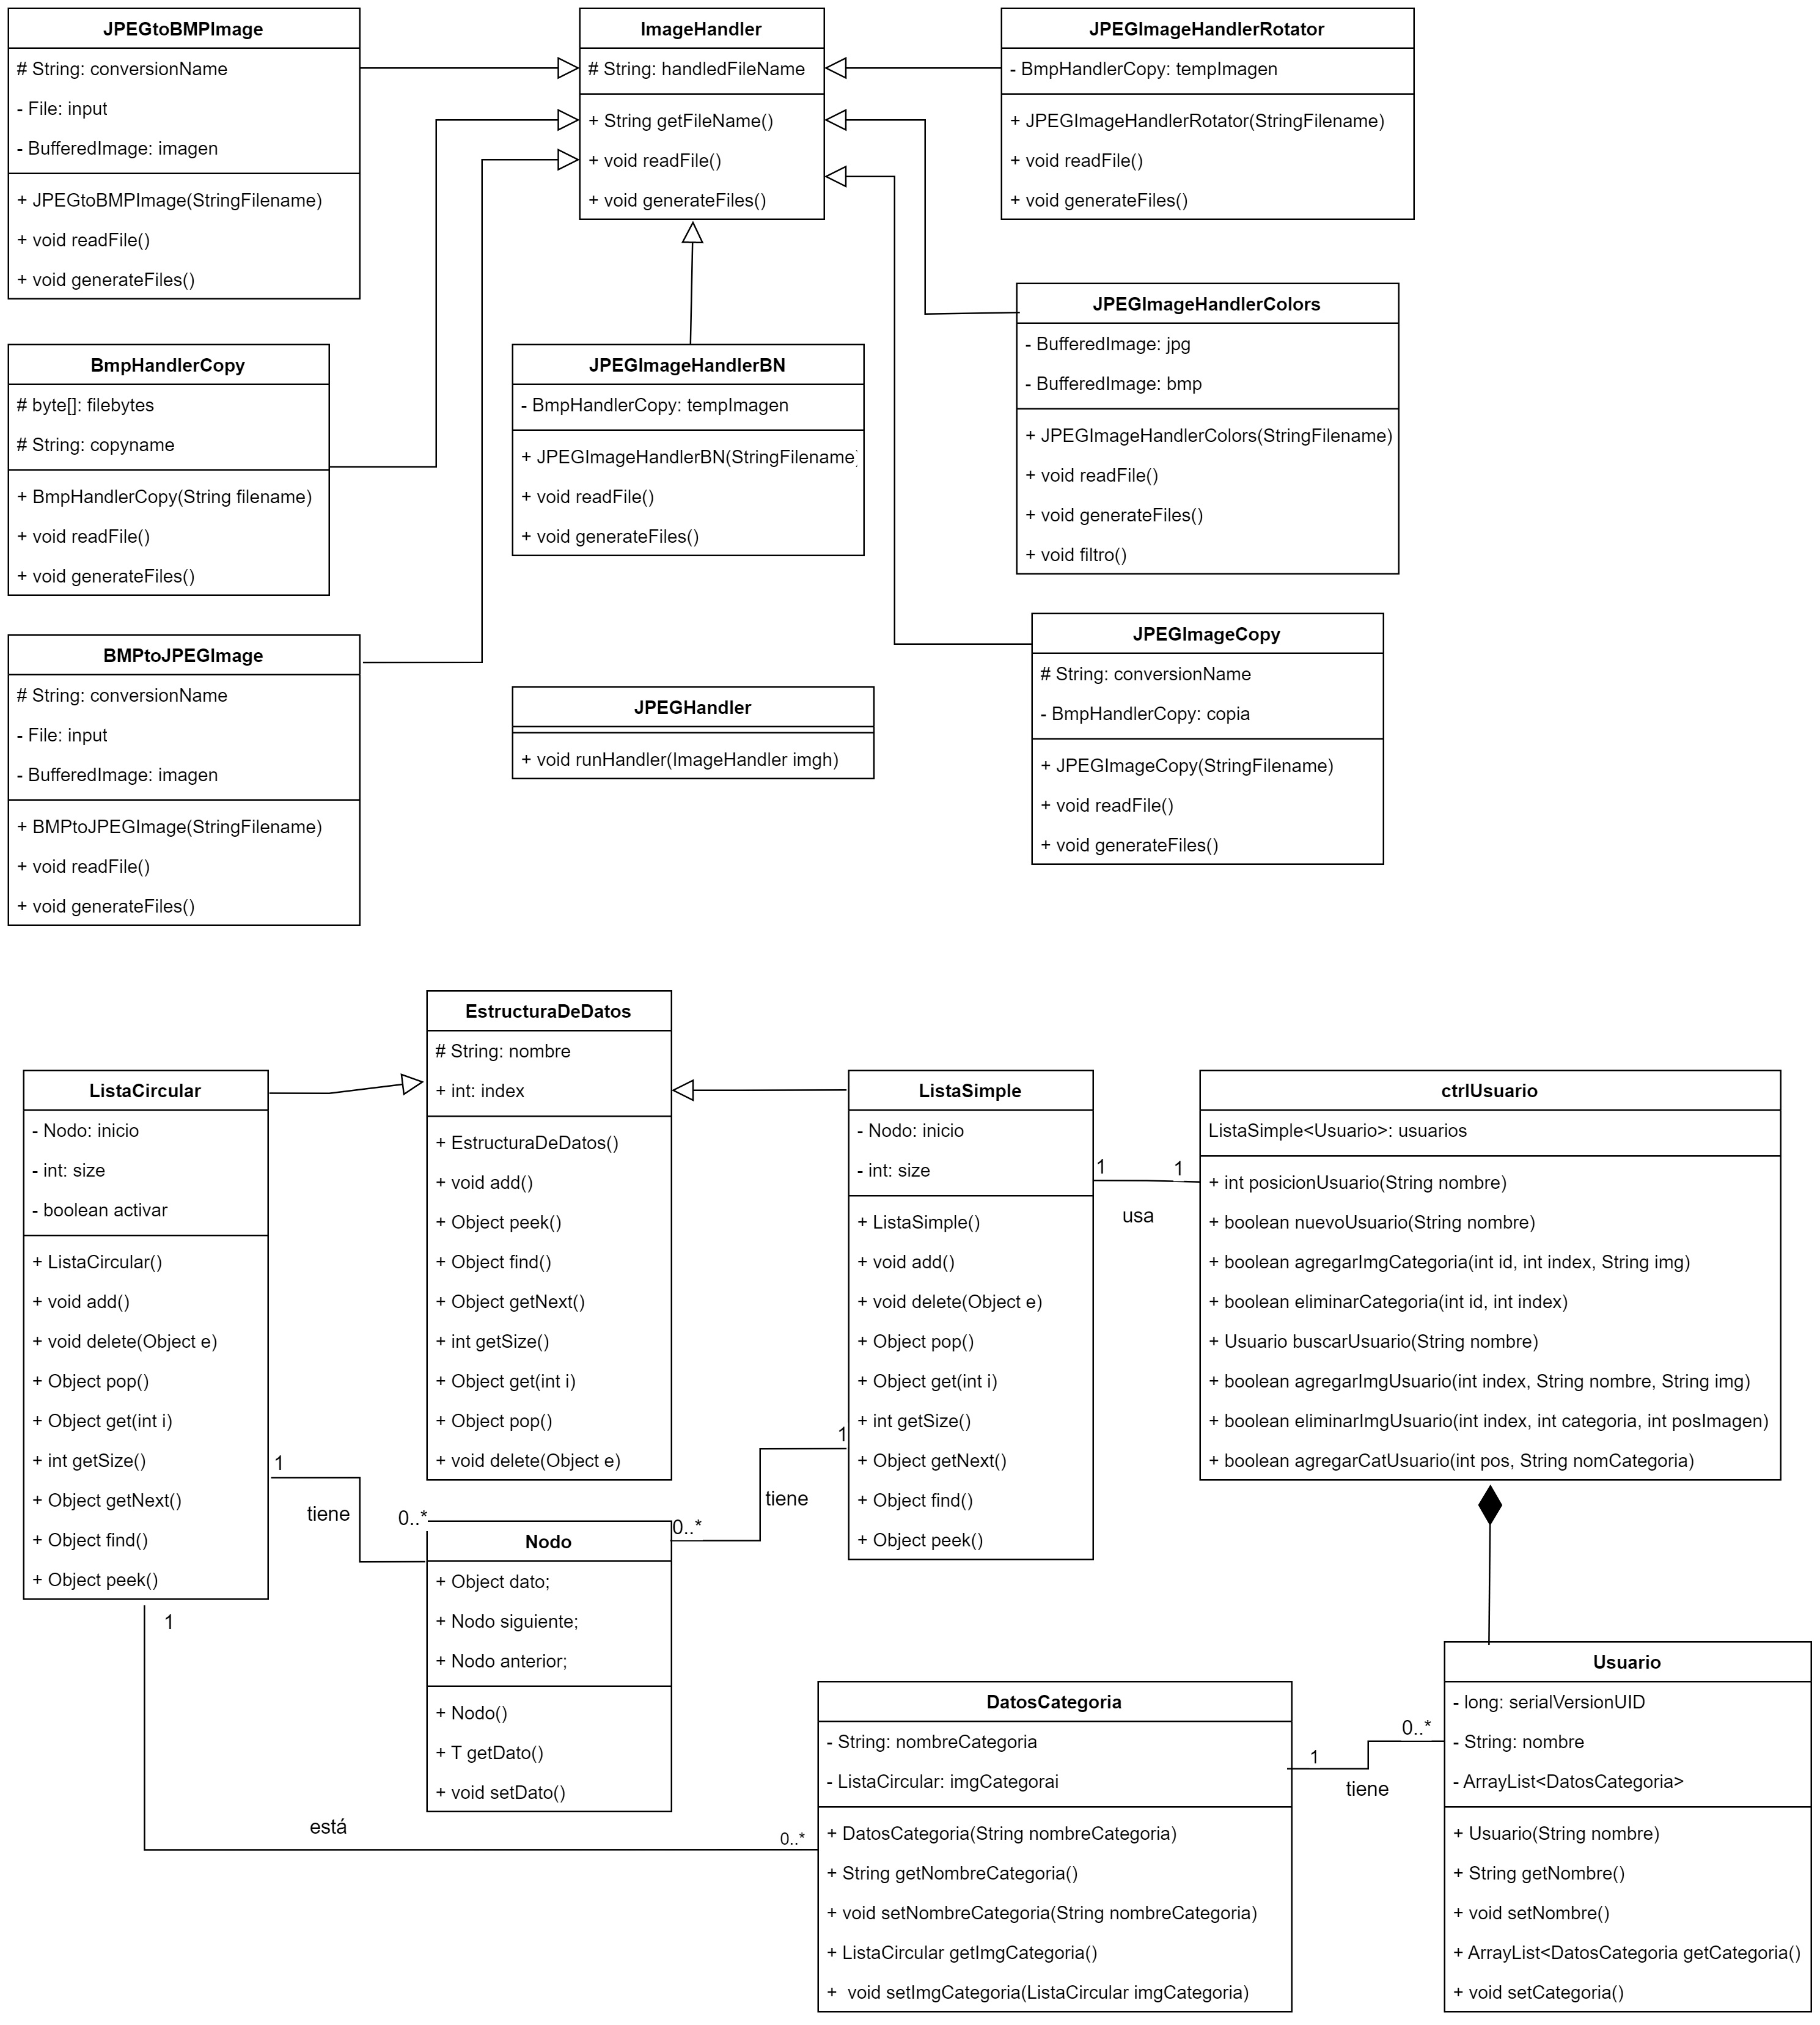 JPEGtoBMPImage
# String: conversionName
- File: input
- BufferedImage: imagen
+ JPEGtoBMPImage(StringFilename)
+ void readFile()
+ void generateFiles()
ImageHandler
# String: handledFileName
+ String getFileName()
+ void readFile()
+ void generateFiles()
JPEGImageHandlerRotator
- BmpHandlerCopy: tempImagen
+ JPEGImageHandlerRotator(StringFilename)
+ void readFile()
+ void generateFiles()
BmpHandlerCopy
# byte[]: filebytes
# String: copyname
+ BmpHandlerCopy(String filename)
+ void readFile()
+ void generateFiles()
JPEGImageHandlerBN
- BmpHandlerCopy: tempImagen
+ JPEGImageHandlerBN(StringFilename)
+ void readFile()
+ void generateFiles()
JPEGImageHandlerColors
- BufferedImage: jpg
- BufferedImage: bmp
+ JPEGImageHandlerColors(StringFilename)
+ void readFile()
+ void generateFiles()
+ void filtro()
BMPtoJPEGImage
# String: conversionName
- File: input
- BufferedImage: imagen
+ BMPtoJPEGImage(StringFilename)
+ void readFile()
+ void generateFiles()
JPEGHandler
+ void runHandler(ImageHandler imgh)
JPEGImageCopy
# String: conversionName
- BmpHandlerCopy: copia
+ JPEGImageCopy(StringFilename)
+ void readFile()
+ void generateFiles()
ListaCircular
- Nodo: inicio
- int: size
- boolean activar
+ ListaCircular()
+ void add()
+ void delete(Object e)
+ Object pop()
+ Object get(int i)
+ int getSize()
+ Object getNext()
+ Object find()
+ Object peek()
EstructuraDeDatos
# String: nombre
+ int: index
+ EstructuraDeDatos()
+ void add()
+ Object peek()
+ Object find()
+ Object getNext()
+ int getSize()
+ Object get(int i)
+ Object pop()
+ void delete(Object e)
ListaSimple
- Nodo: inicio
- int: size
+ ListaSimple()
+ void add()
+ void delete(Object e)
+ Object pop()
+ Object get(int i)
+ int getSize()
+ Object getNext()
+ Object find()
+ Object peek()
1
1
usa
ctrlUsuario
ListaSimple<Usuario>: usuarios
+ int posicionUsuario(String nombre)
+ boolean nuevoUsuario(String nombre)
+ boolean agregarImgCategoria(int id, int index, String img)
+ boolean eliminarCategoria(int id, int index)
+ Usuario buscarUsuario(String nombre)
+ boolean agregarImgUsuario(int index, String nombre, String img)
+ boolean eliminarImgUsuario(int index, int categoria, int posImagen)
+ boolean agregarCatUsuario(int pos, String nomCategoria)
1
tiene
0..*
1
tiene
0..*
Nodo
+ Object dato;
+ Nodo siguiente;
+ Nodo anterior;
+ Nodo()
+ T getDato()
+ void setDato()
1
está
0..*
DatosCategoria
- String: nombreCategoria
- ListaCircular: imgCategorai
+ DatosCategoria(String nombreCategoria)
+ String getNombreCategoria()
+ void setNombreCategoria(String nombreCategoria)
+ ListaCircular getImgCategoria()
+ void setImgCategoria(ListaCircular imgCategoria)
1
tiene
0..*
Usuario
- long: serialVersionUID
- String: nombre
- ArrayList<DatosCategoria>
+ Usuario(String nombre)
+ String getNombre()
+ void setNombre()
+ ArrayList<DatosCategoria getCategoria()
+ void setCategoria()